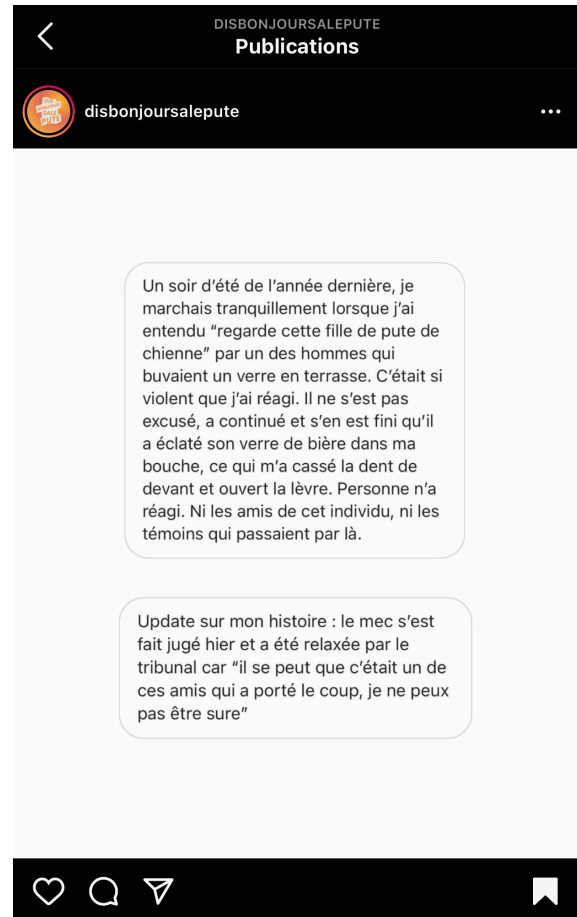 DISBONJOURSALEPUTE
Publications
disbonjoursalepute
Un soir d’été de l’année dernière, je
marchais tranquillement lorsque j’ai
entendu “regarde cette fille de pute de
chienne” par un des hommes qui
buvaient un verre en terrasse. C’était si
violent que j’ai réagi. Il ne s’est pas
excusé, a continué et s’en est fini qu’il
a éclaté son verre de bière dans ma
bouche, ce qui m’a cassé la dent de
devant et ouvert la lèvre. Personne n’a
réagi. Ni les amis de cet individu, ni les
témoins qui passaient par là.
Update sur mon histoire : le mec s’est
fait jugé hier et a été relaxée par le
tribunal car “il se peut que c’était un de
ces amis qui a porté le coup, je ne peux
pas être sure”